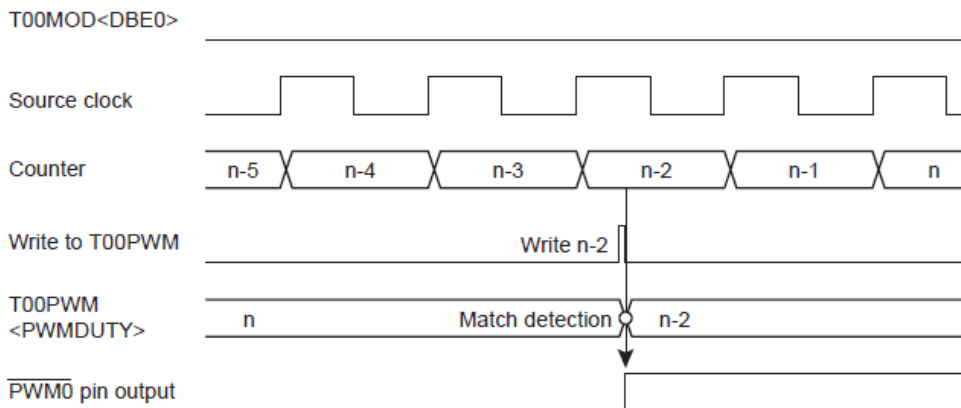 T00MOD<DBE0>
Source clock
Counter n-5 n-4 n-3 n-2 n-1 n
Write to T00PWM Write n-2
T00PWM
<PWMDUTY> n Match detection n-2
PWM0 pin output